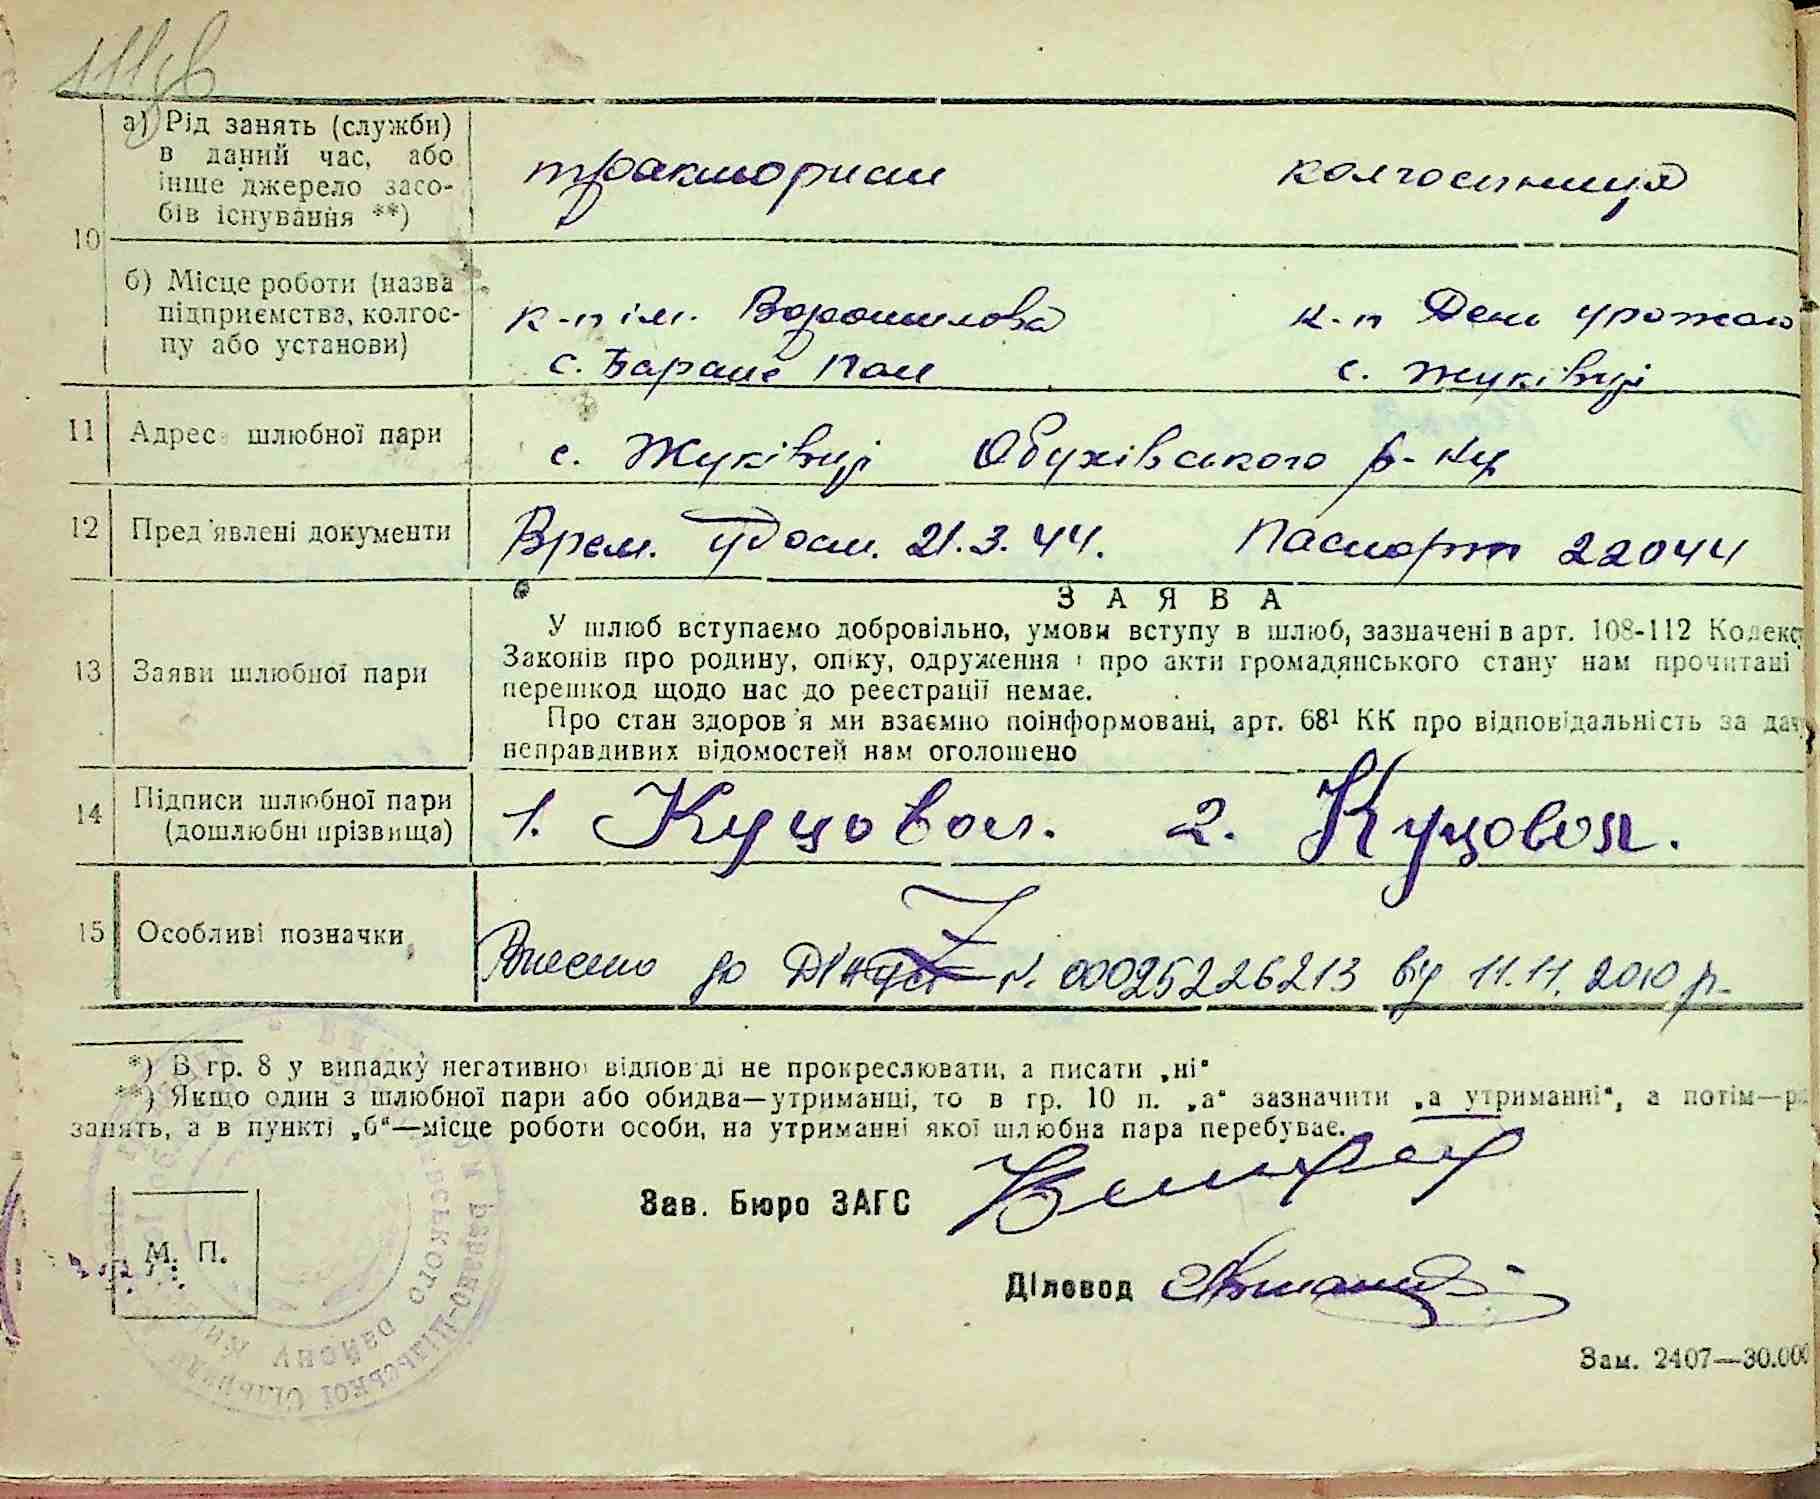 10
а) Рід занять (служби) в даний час, або інше джерело засобів існування **)
тракторист
колгоспниця
б) Місце роботи (назва підприємства, колгоспу або установи)
к-п ім. Ворошилова
с. Баране Пол
к-п День урожаю
с. Жуківці
11 Адрес шлюбної пари
с. Жуківці Обухівського р-ну
12 Пред'явлені документи
Врем. удост. 21.3.44. Паспорт 22044
13 Заяви шлюбної пари
ЗАЯВА
У шлюб вступаємо добровільно, умови вступу в шлюб, зазначені в арт. 108-112 Кодексу
Законів про родину, опіку, одруження і про акти громадянського стану нам прочитані
перешкод щодо нас до реєстрації немає.
Про стан здоров'я ми взаємно поінформовані, арт. 68¹ КК про відповідальність за дачу
неправдивих відомостей нам оголошено
14 Підписи шлюбної пари (дошлюбні прізвища)
1. Куцовол. 2. Куцовол.
15 Особливі позначки
Внесено до N. 00025226213 від 11.11.2010 р.
*) В гр. 8 у випадку негативної відповіді не прокреслювати, а писати „ні"
**) Якщо один з шлюбної пари або обидва—утриманці, то в гр. 10 п. „а" зазначити „а утриманні", а потім—рід
занять, а в пункті „б"—місце роботи особи, на утриманні якої шлюбна пара перебуває.
Зав. Бюро ЗАГС
М. П.
Діловод
Зам. 2407—30.000